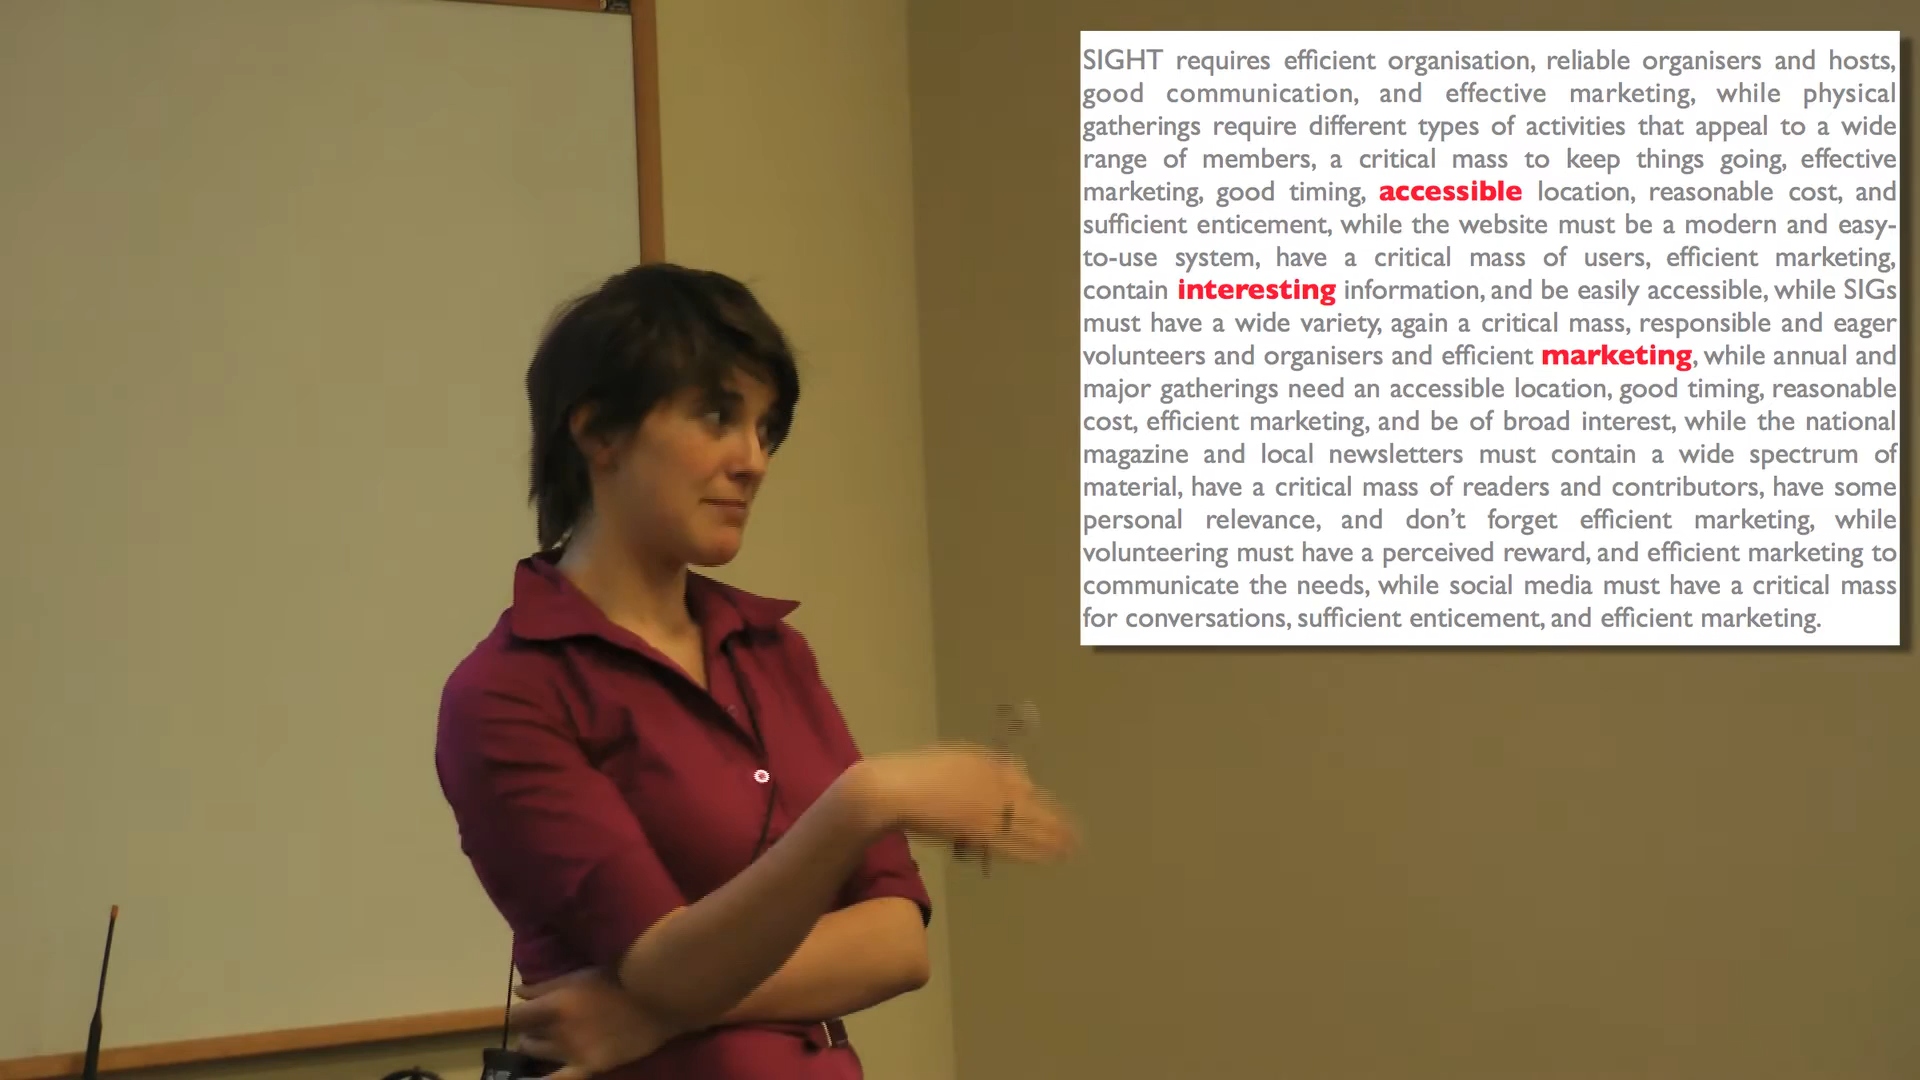 SIGHT requires efficient organisation, reliable organisers and hosts,
good communication, and effective marketing, while physical
gatherings require different types of activities that appeal to a wide
range of members, a critical mass to keep things going, effective
marketing, good timing, accessible location, reasonable cost, and
sufficient enticement, while the website must be a modern and easy-
to-use system, have a critical mass of users, efficient marketing,
contain interesting information, and be easily accessible, while SIGs
must have a wide variety, again a critical mass, responsible and eager
volunteers and organisers and efficient marketing, while annual and
major gatherings need an accessible location, good timing, reasonable
cost, efficient marketing, and be of broad interest, while the national
magazine and local newsletters must contain a wide spectrum of
material, have a critical mass of readers and contributors, have some
personal relevance, and don't forget efficient marketing, while
volunteering must have a perceived reward, and efficient marketing to
communicate the needs, while social media must have a critical mass
for conversations, sufficient enticement, and efficient marketing.